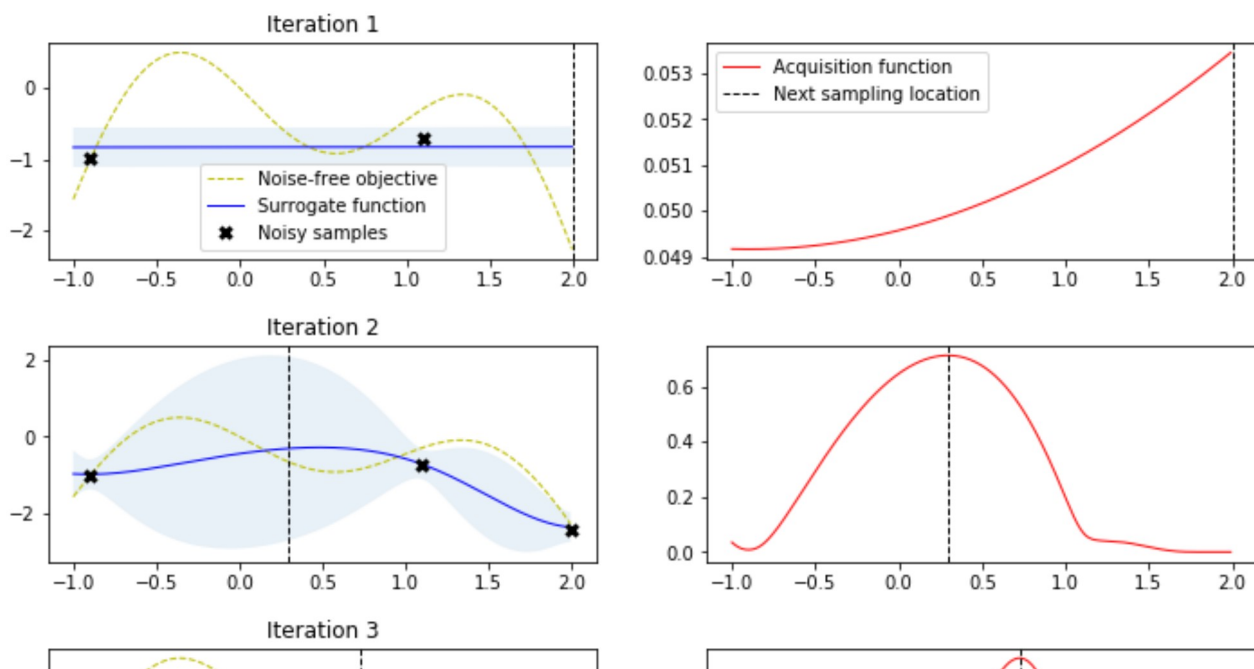 Iteration 1
0
−1
−2
Noise-free objective
Surrogate function
Noisy samples
−1.0 −0.5 0.0 0.5 1.0 1.5 2.0
0.053
0.052
0.051
0.050
0.049
Acquisition function
Next sampling location
−1.0 −0.5 0.0 0.5 1.0 1.5 2.0
Iteration 2
2
0
−2
−1.0 −0.5 0.0 0.5 1.0 1.5 2.0
0.6
0.4
0.2
0.0
−1.0 −0.5 0.0 0.5 1.0 1.5 2.0
Iteration 3